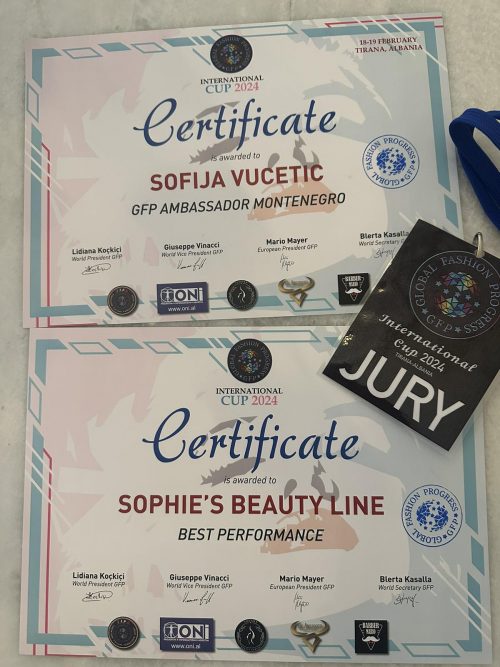 INTERNATIONAL
CUP 2024
18-19 FEBRUARY
TIRANA, ALBANIA
Certificate
is awarded to
SOFIJA VUCETIC
GFP AMBASSADOR MONTENEGRO
GLOBAL FASHION PROGRESS
GFP
Lidiana Koçkiçi
World President GFP
Giuseppe Vinacci
World Vice President GFP
Mario Mayer
European President GFP
Blerta Kasalla
World Secretary GFP
ONI
www.oni.al
BARBER
GLOBAL FASHION PROGRESS
G.F.P
International
Cup 2024
TIRANA-ALBANIA
JURY
INTERNATIONAL
CUP 2024
Certificate
is awarded to
SOPHIE'S BEAUTY LINE
BEST PERFORMANCE
GLOBAL FASHION PROGRESS
GFP
Lidiana Koçkiçi
World President GFP
Giuseppe Vinacci
World Vice President GFP
Mario Mayer
European President GFP
Blerta Kasalla
World Secretary GFP
ONI
www.oni.al
BARBER